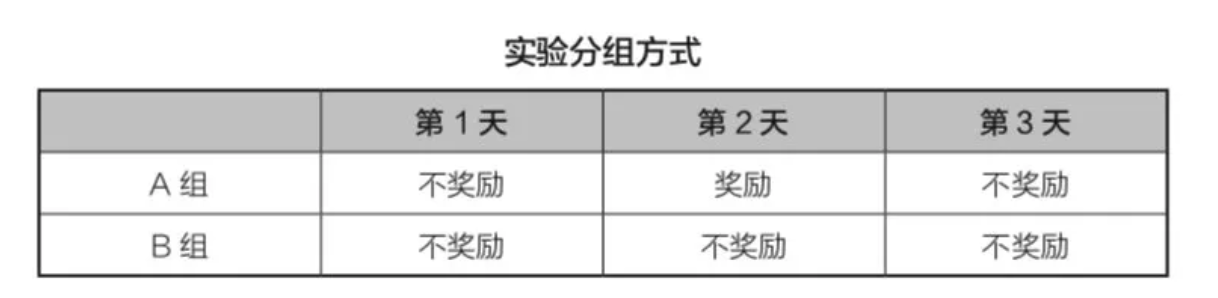 实验分组方式
第 1 天 第 2 天 第 3 天
A 组 不奖励 奖励 不奖励
B 组 不奖励 不奖励 不奖励